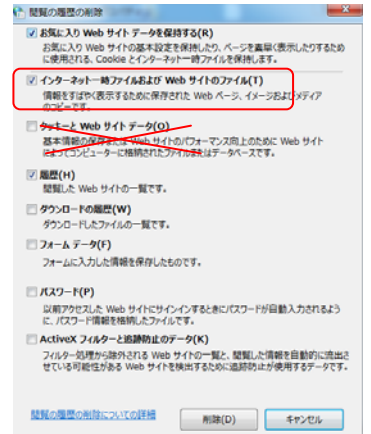 閲覧の履歴の削除
お気に入り Web サイト データを保持する(R)
お気に入り Web サイトの基本設定を保持したり、ページを素早く表示したりするため
に使用される、Cookie とインターネット一時ファイルを保持します。
インターネット一時ファイルおよび Web サイトのファイル(T)
情報をすばやく表示するために保存された Web ページ、イメージおよびメディア
のコピーです。
クッキーと Web サイト データ(O)
基本情報の保存または Web サイトのパフォーマンス向上のために Web サイト
によってコンピューターに格納されたファイルまたはデータベースです。
履歴(H)
閲覧した Web サイトの一覧です。
ダウンロードの履歴(W)
ダウンロードしたファイルの一覧です。
フォーム データ(F)
フォームに入力した情報を保存したものです。
パスワード(P)
以前アクセスした Web サイトにサインインするときにパスワードが自動入力されるよう
に、パスワード情報を格納したファイルです。
ActiveX フィルターと追跡防止のデータ(K)
フィルター処理から除外される Web サイトの一覧と、閲覧した情報を自動的に流出さ
せている可能性がある Web サイトを検出するために追跡防止が使用するデータです。
閲覧の履歴の削除についての詳細
削除(D)
キャンセル